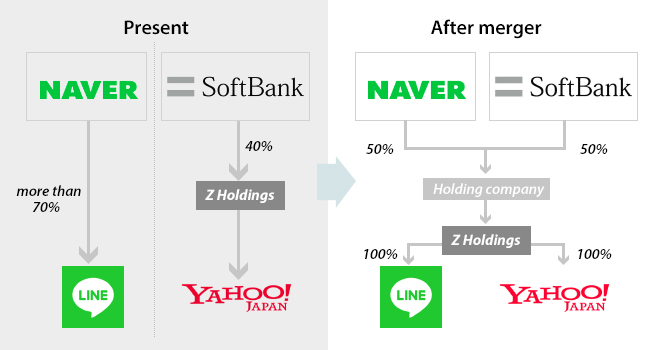 Present
NAVER
SoftBank
40%
more than
70%
Z Holdings
LINE
YAHOO!
JAPAN
After merger
NAVER
SoftBank
50%
50%
Holding company
Z Holdings
100%
100%
LINE
YAHOO!
JAPAN